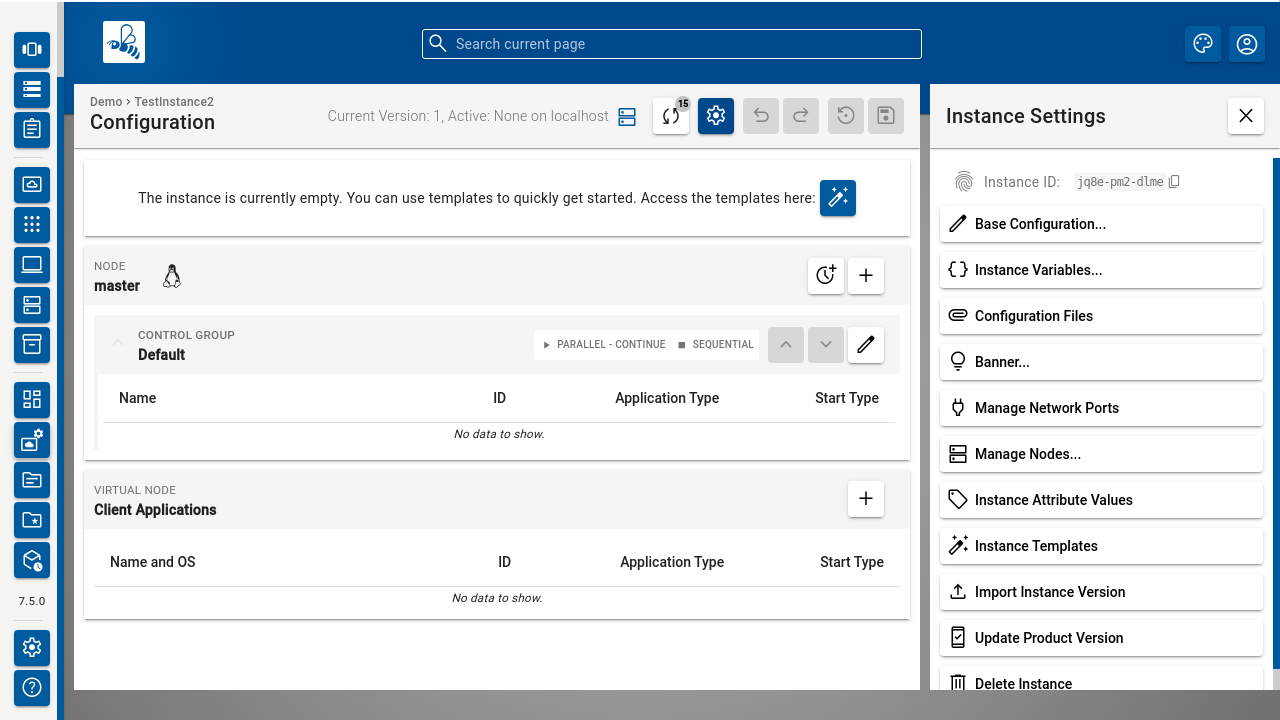 Search current page
Demo › TestInstance2
Configuration
Current Version: 1, Active: None on localhost
15
The instance is currently empty. You can use templates to quickly get started. Access the templates here:
NODE
master
CONTROL GROUP
Default
PARALLEL - CONTINUE
SEQUENTIAL
Name
ID
Application Type
Start Type
No data to show.
VIRTUAL NODE
Client Applications
Name and OS
ID
Application Type
Start Type
No data to show.
7.5.0
Instance Settings
Instance ID: jq8e-pm2-dlme
Base Configuration...
Instance Variables...
Configuration Files
Banner...
Manage Network Ports
Manage Nodes...
Instance Attribute Values
Instance Templates
Import Instance Version
Update Product Version
Delete Instance